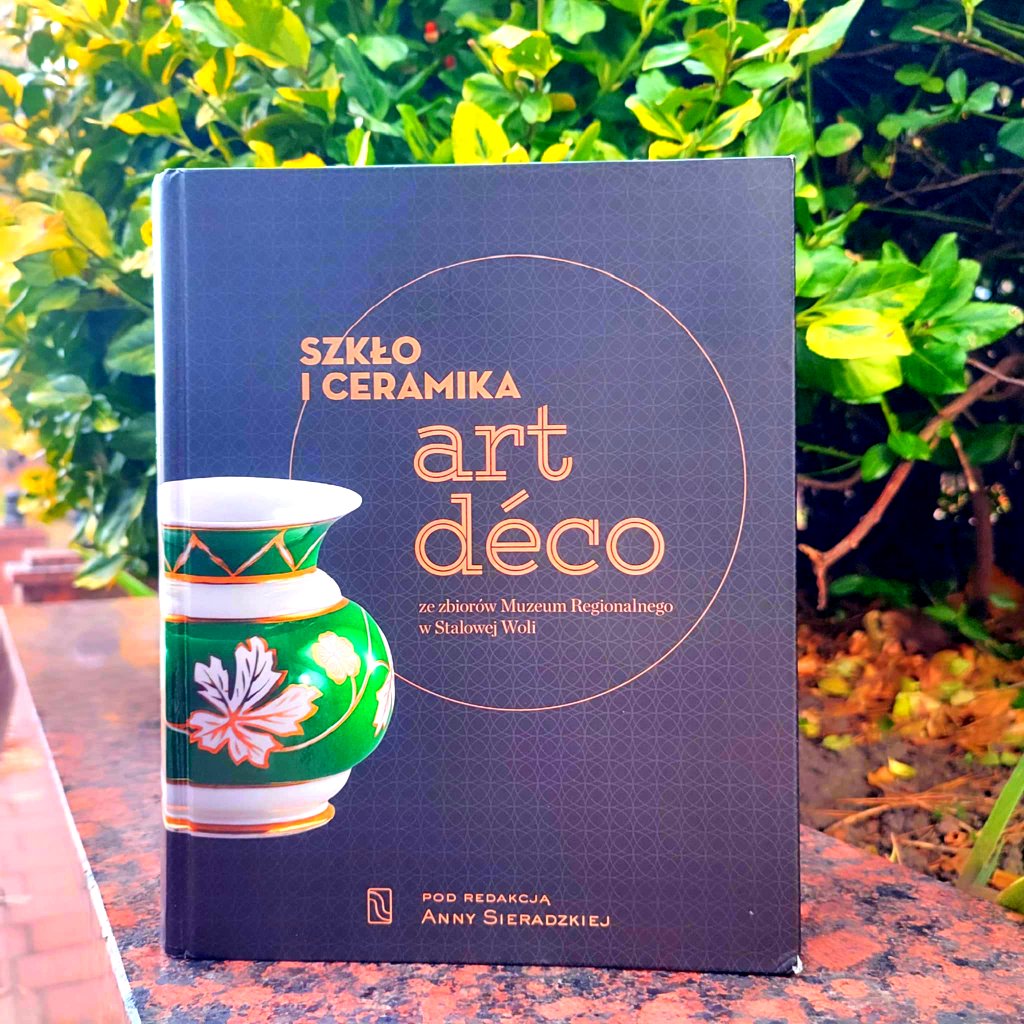 SZKŁO
I CERAMIKA
art
déco
ze zbiorów Muzeum Regionalnego
w Stalowej Woli
POD REDAKCJĄ
ANNY SIERADZKIEJ